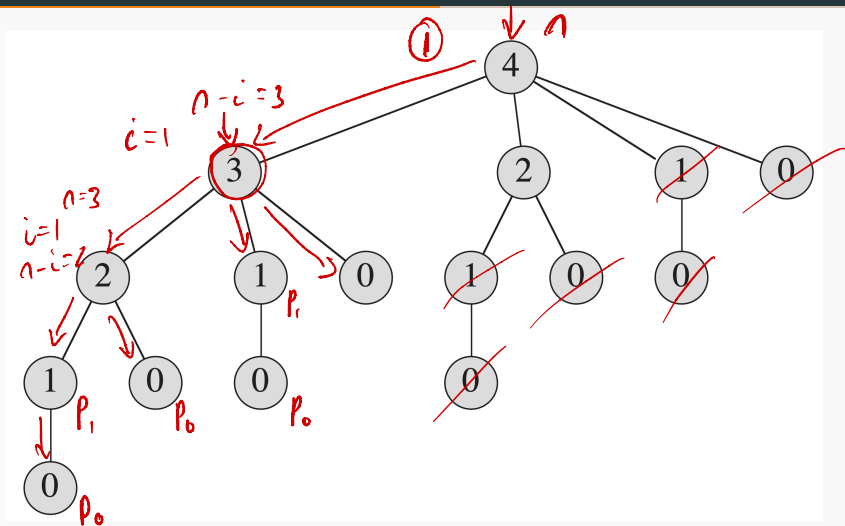 ① n
4
n-i=3
i=1
3 2 1 0
n=3
i=1
n-i=2
2 1 0 1 0 0
P₁
1 0 0 0
P₁ P₀ P₀
0
P₀